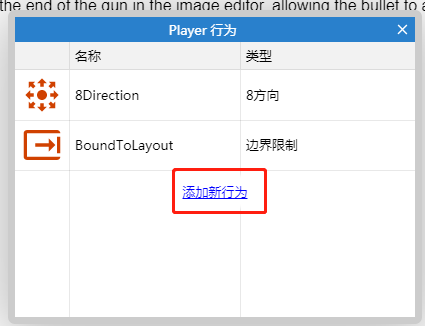 the end of the gun in the image editor, allowing the bullet to a
Player 行为
名称 类型
8Direction 8方向
BoundToLayout 边界限制
添加新行为